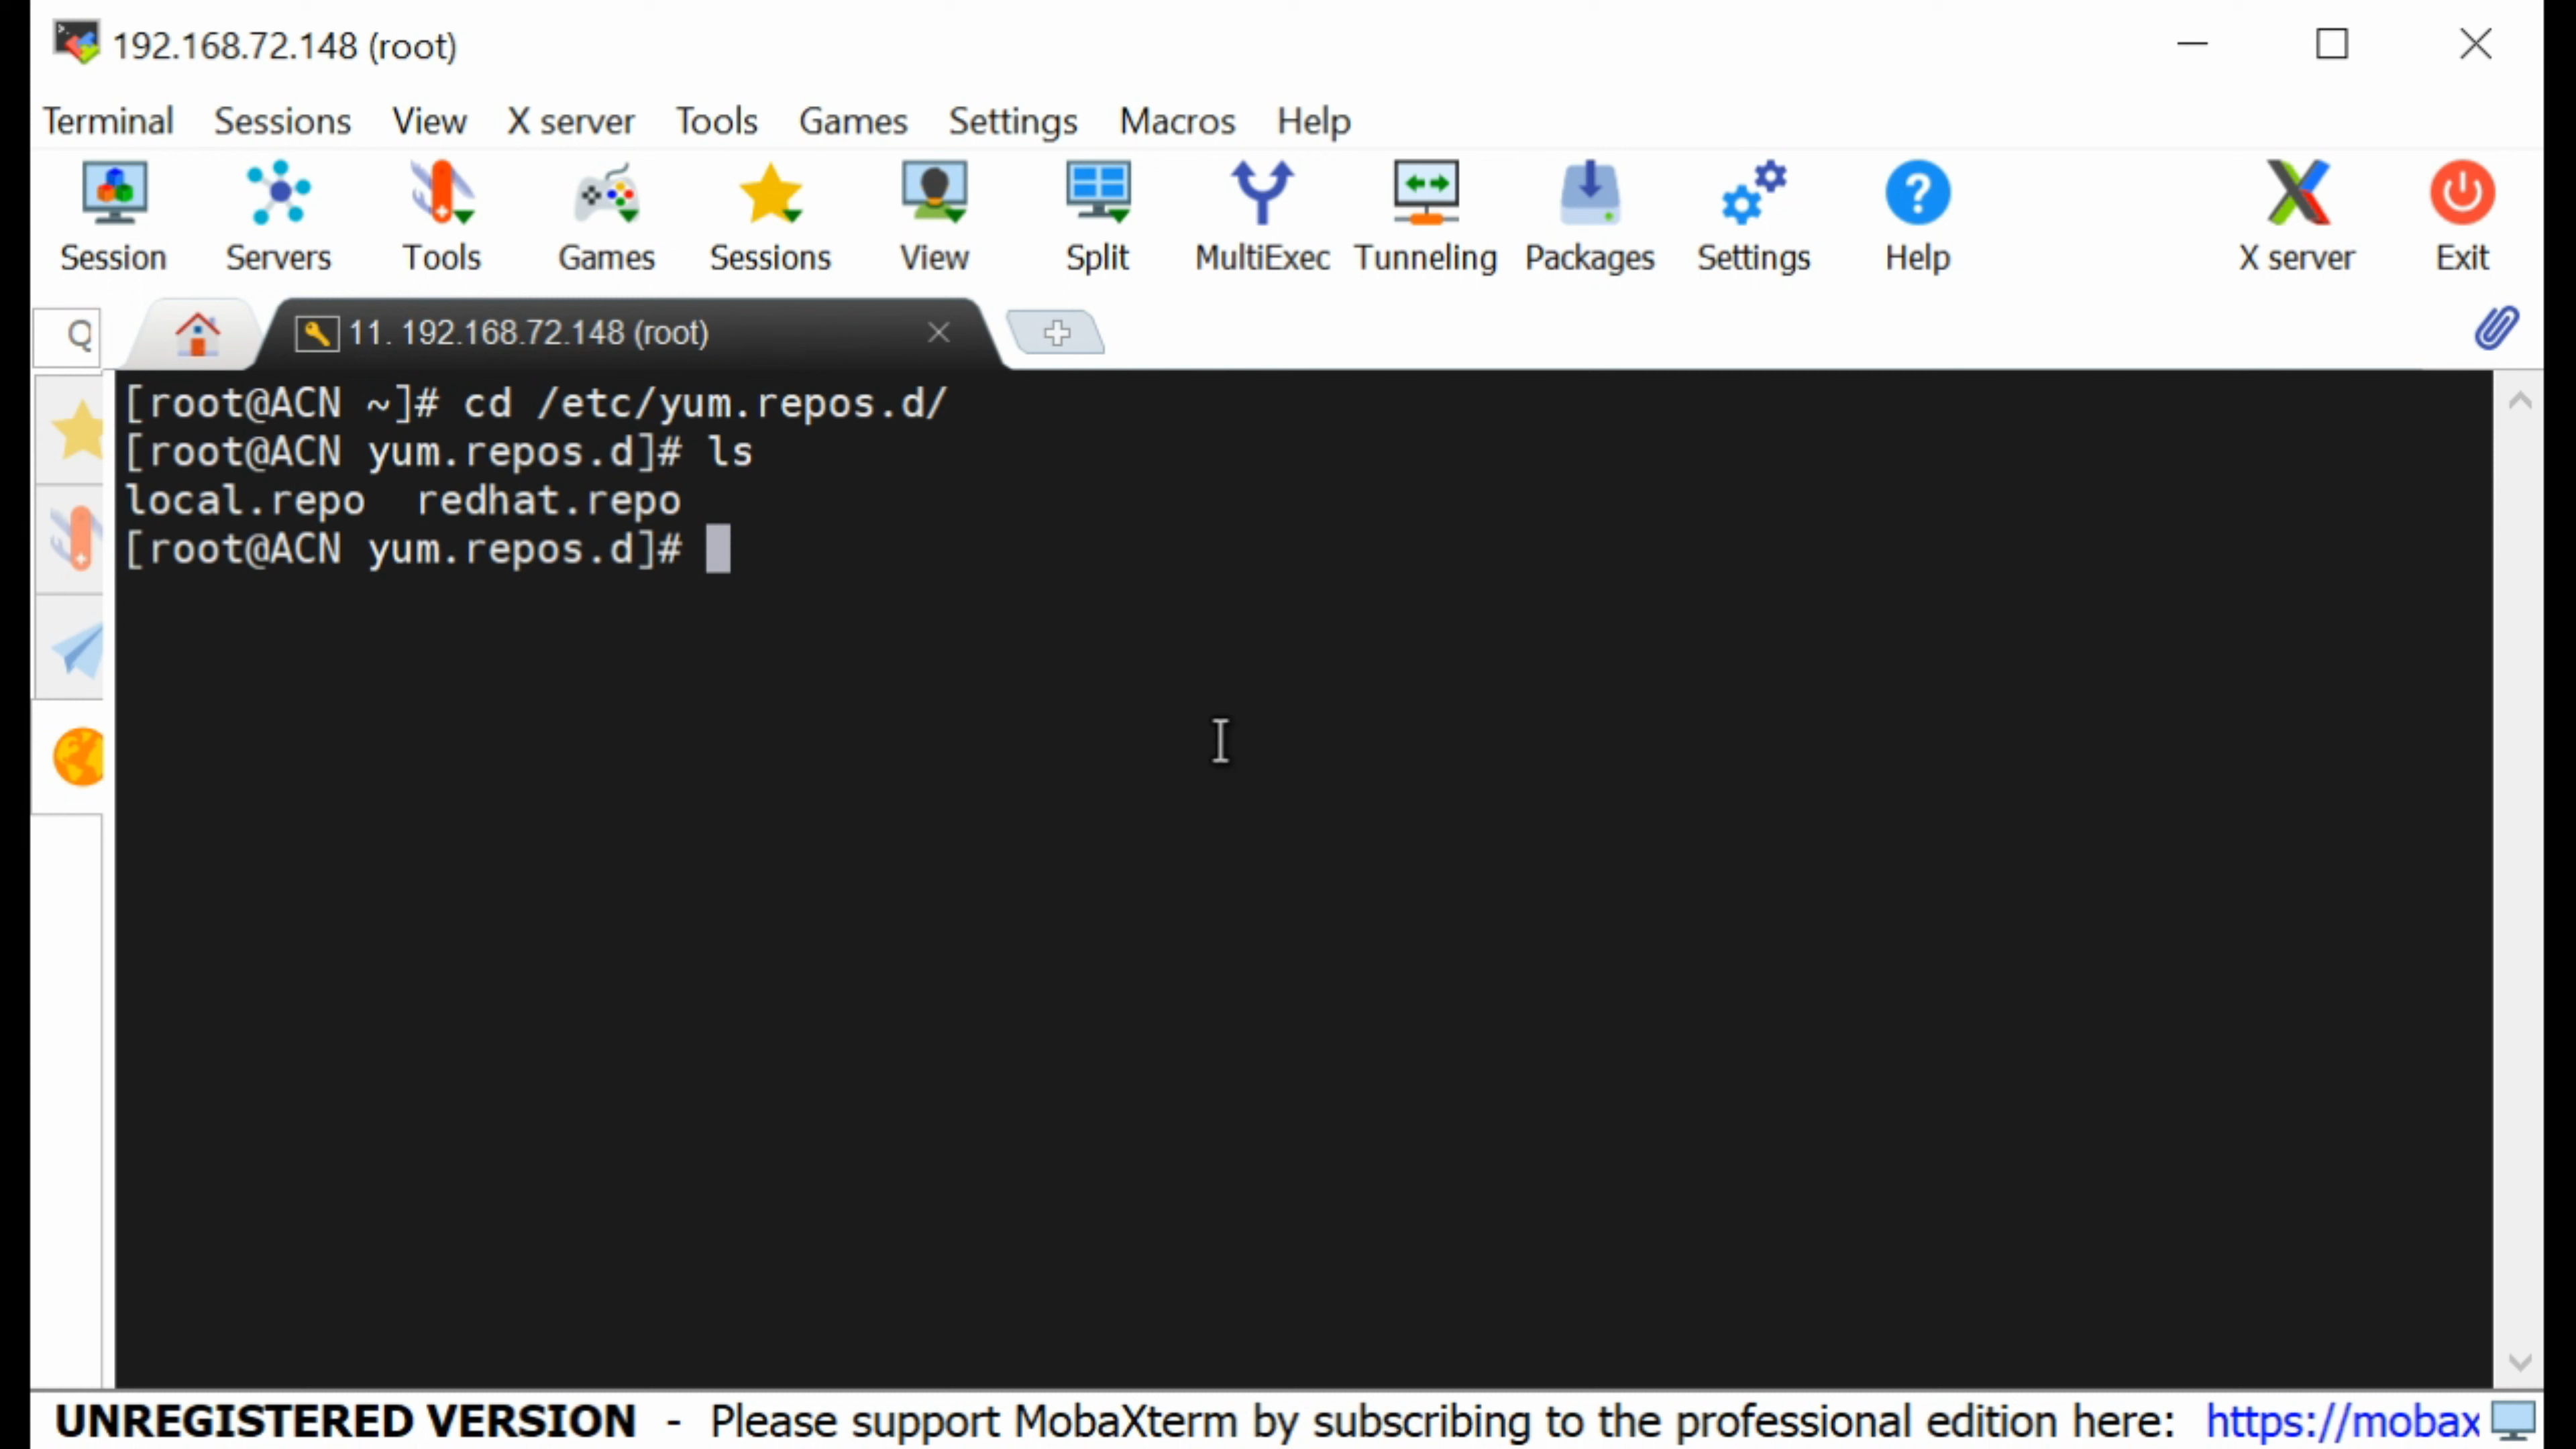 192.168.72.148 (root)
Terminal Sessions View X server Tools Games Settings Macros Help
Session Servers Tools Games Sessions View Split MultiExec Tunneling Packages Settings Help X server Exit
Q 11. 192.168.72.148 (root)
[root@ACN ~]# cd /etc/yum.repos.d/
[root@ACN yum.repos.d]# ls
local.repo  redhat.repo
[root@ACN yum.repos.d]#
UNREGISTERED VERSION - Please support MobaXterm by subscribing to the professional edition here: https://mobax